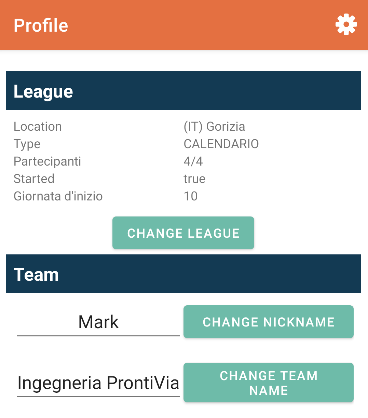 Profile
League
Location (IT) Gorizia
Type CALENDARIO
Partecipanti 4/4
Started true
Giornata d'inizio 10
CHANGE LEAGUE
Team
Mark CHANGE NICKNAME
Ingegneria ProntiVia CHANGE TEAM
NAME